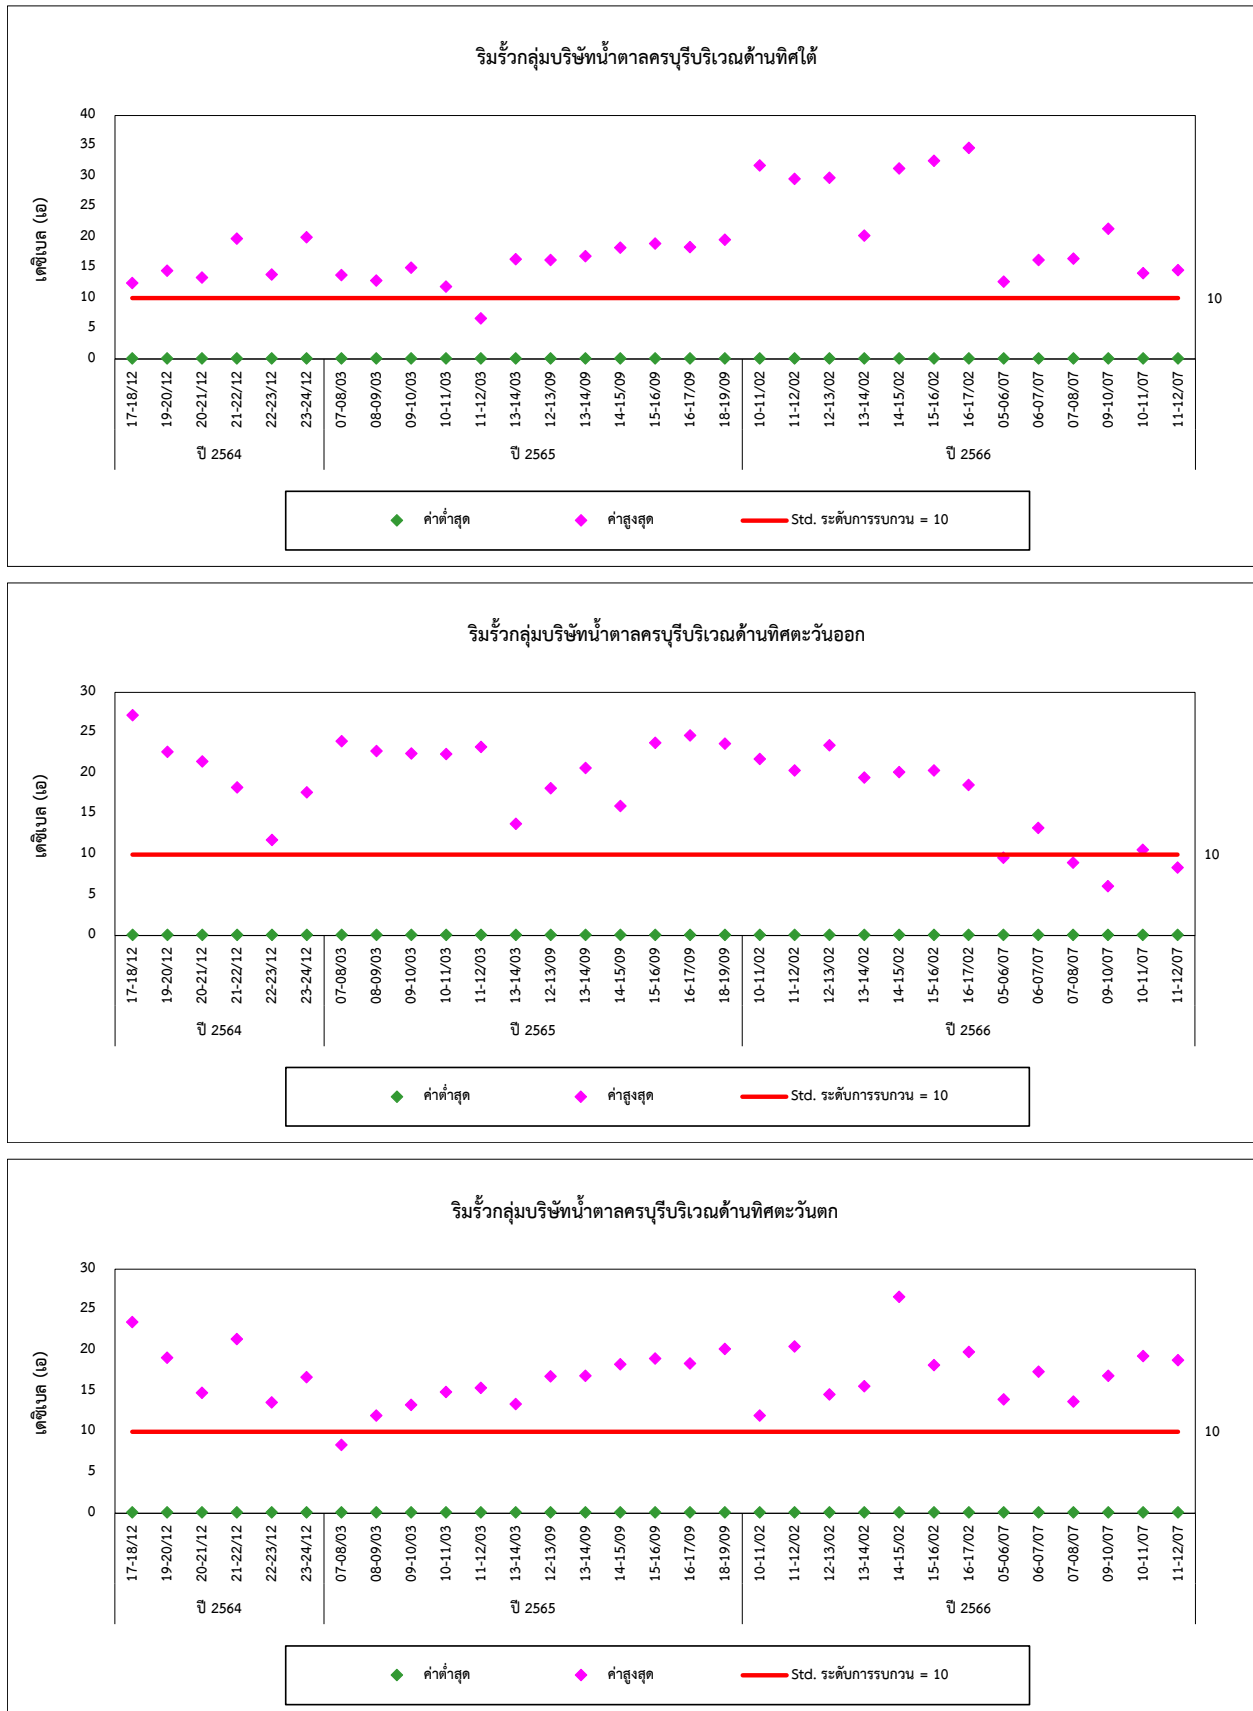 ริมรั้วกลุ่มบริษัทน้ำตาลครบุรีบริเวณด้านทิศใต้
เดซิเบล (เอ)
40
35
30
25
20
15
10
5
0
10
17-18/12 19-20/12 20-21/12 21-22/12 22-23/12 23-24/12 07-08/03 08-09/03 09-10/03 10-11/03 11-12/03 13-14/03 12-13/09 13-14/09 14-15/09 15-16/09 16-17/09 18-19/09 10-11/02 11-12/02 12-13/02 13-14/02 14-15/02 15-16/02 16-17/02 05-06/07 06-07/07 07-08/07 09-10/07 10-11/07 11-12/07
ปี 2564 ปี 2565 ปี 2566
ค่าต่ำสุด ค่าสูงสุด Std. ระดับการรบกวน = 10
ริมรั้วกลุ่มบริษัทน้ำตาลครบุรีบริเวณด้านทิศตะวันออก
เดซิเบล (เอ)
30
25
20
15
10
5
0
10
17-18/12 19-20/12 20-21/12 21-22/12 22-23/12 23-24/12 07-08/03 08-09/03 09-10/03 10-11/03 11-12/03 13-14/03 12-13/09 13-14/09 14-15/09 15-16/09 16-17/09 18-19/09 10-11/02 11-12/02 12-13/02 13-14/02 14-15/02 15-16/02 16-17/02 05-06/07 06-07/07 07-08/07 09-10/07 10-11/07 11-12/07
ปี 2564 ปี 2565 ปี 2566
ค่าต่ำสุด ค่าสูงสุด Std. ระดับการรบกวน = 10
ริมรั้วกลุ่มบริษัทน้ำตาลครบุรีบริเวณด้านทิศตะวันตก
เดซิเบล (เอ)
30
25
20
15
10
5
0
10
17-18/12 19-20/12 20-21/12 21-22/12 22-23/12 23-24/12 07-08/03 08-09/03 09-10/03 10-11/03 11-12/03 13-14/03 12-13/09 13-14/09 14-15/09 15-16/09 16-17/09 18-19/09 10-11/02 11-12/02 12-13/02 13-14/02 14-15/02 15-16/02 16-17/02 05-06/07 06-07/07 07-08/07 09-10/07 10-11/07 11-12/07
ปี 2564 ปี 2565 ปี 2566
ค่าต่ำสุด ค่าสูงสุด Std. ระดับการรบกวน = 10